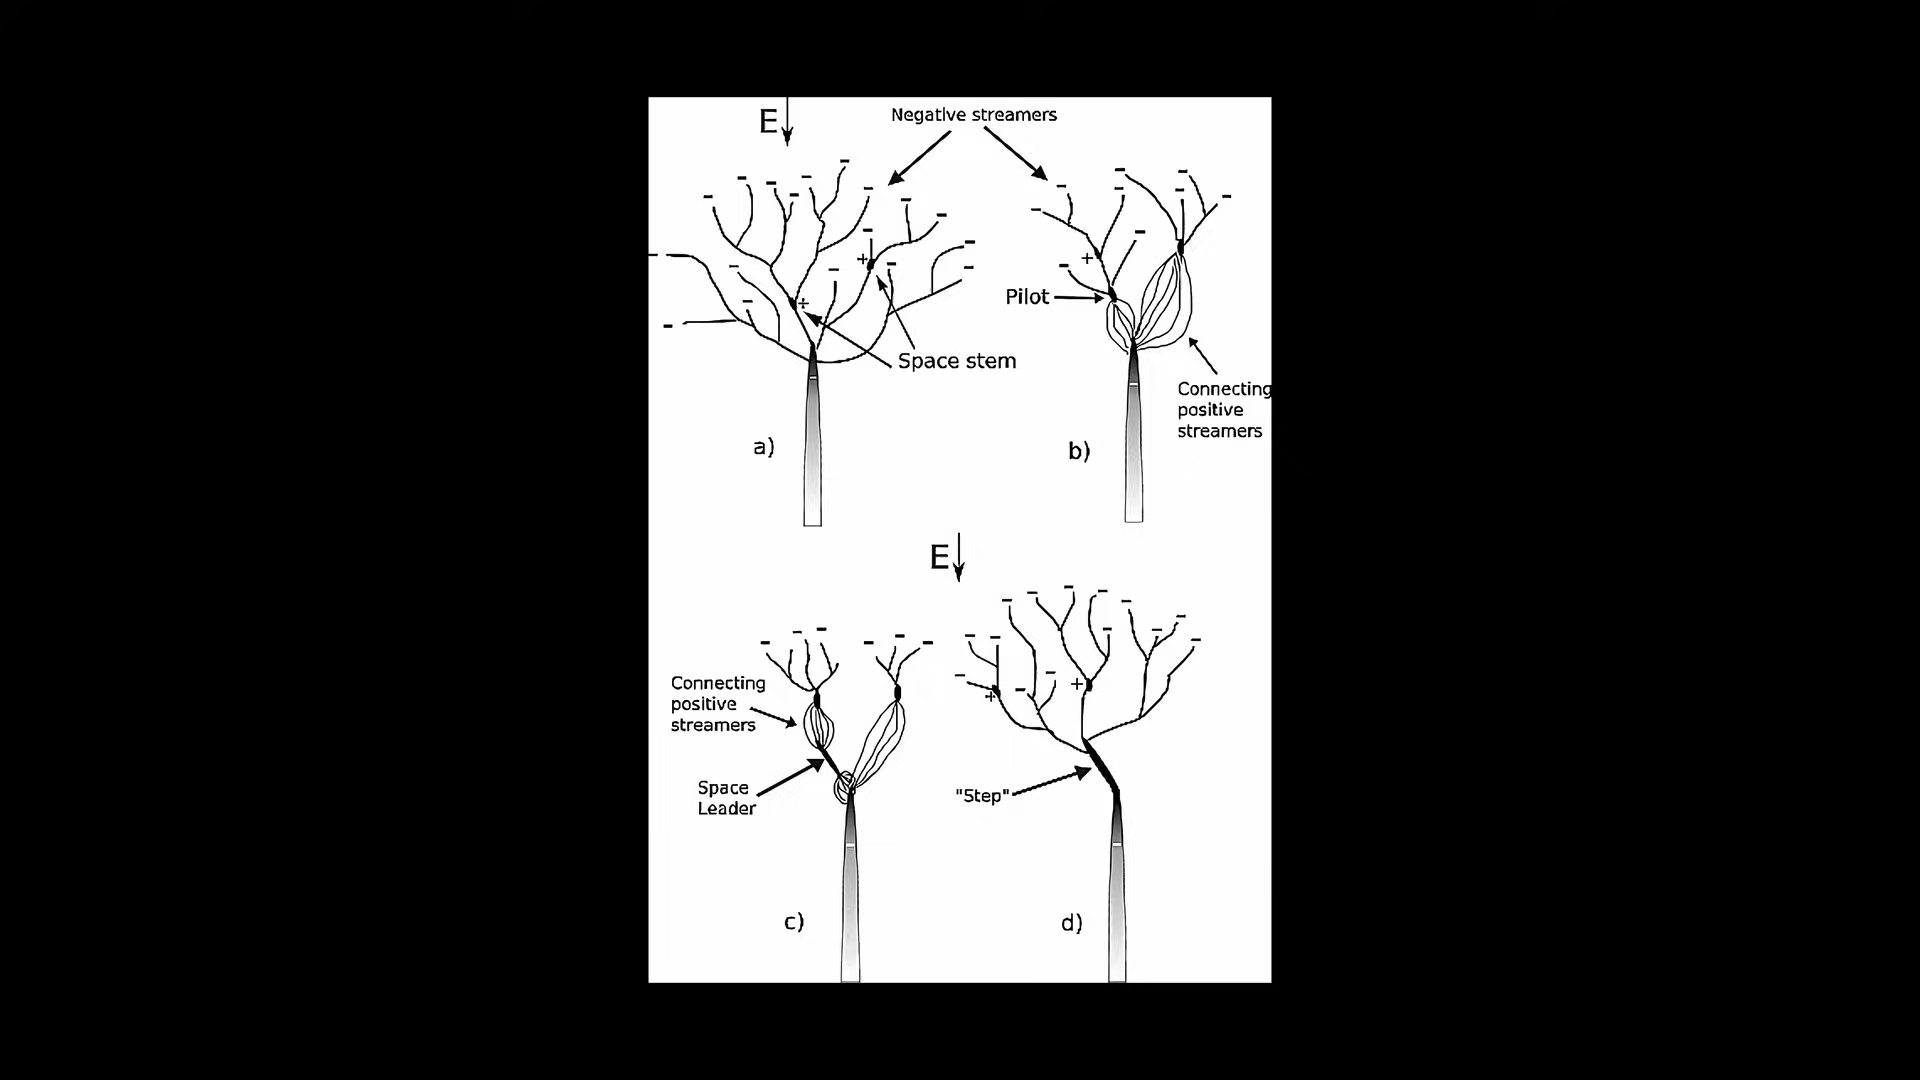 E
Negative streamers
Pilot
Space stem
Connecting
positive
streamers
a)
b)
E
Connecting
positive
streamers
Space
Leader
"Step"
c)
d)